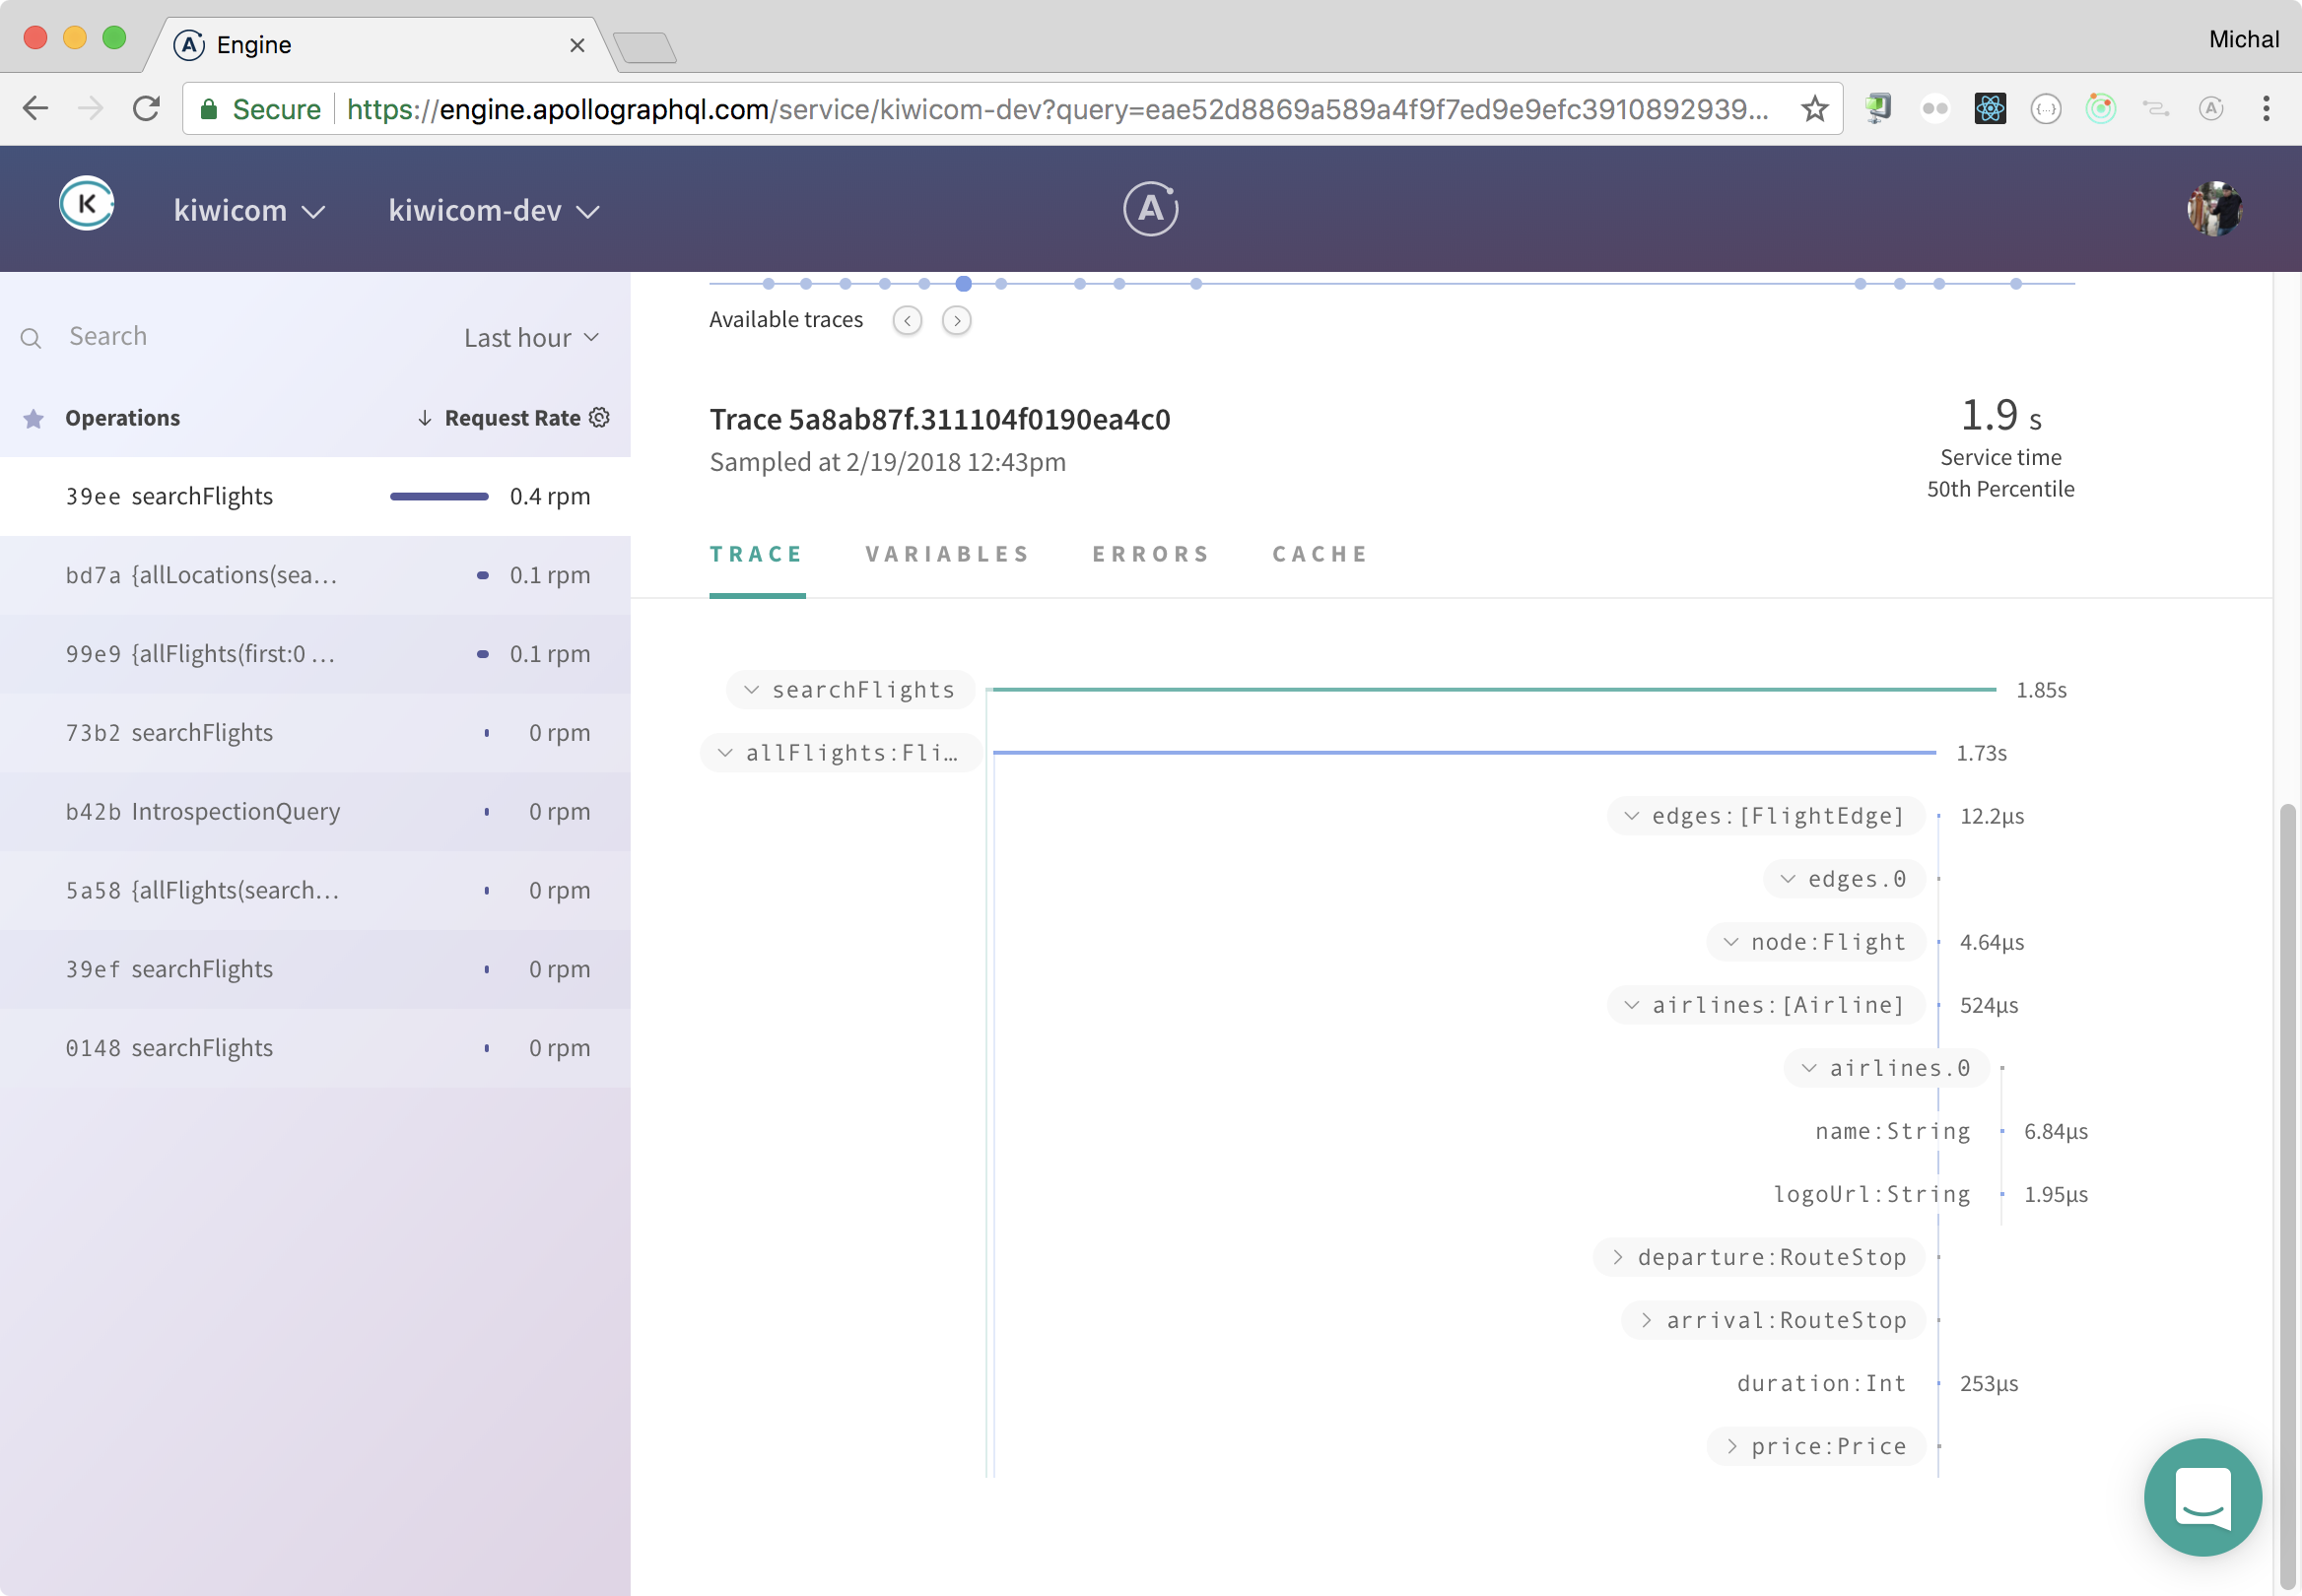 Engine
Michal
Secure https://engine.apollographql.com/service/kiwicom-dev?query=eae52d8869a589a4f9f7ed9e9efc3910892939...
K kiwicom kiwicom-dev
A
Search Last hour
Operations Request Rate
39ee searchFlights 0.4 rpm
bd7a {allLocations(sea... 0.1 rpm
99e9 {allFlights(first:0 ... 0.1 rpm
73b2 searchFlights 0 rpm
b42b IntrospectionQuery 0 rpm
5a58 {allFlights(search... 0 rpm
39ef searchFlights 0 rpm
0148 searchFlights 0 rpm
Available traces
Trace 5a8ab87f.311104f0190ea4c0
Sampled at 2/19/2018 12:43pm
1.9 s
Service time
50th Percentile
TRACE VARIABLES ERRORS CACHE
searchFlights 1.85s
allFlights:Fli... 1.73s
edges:[FlightEdge] 12.2µs
edges.0
node:Flight 4.64µs
airlines:[Airline] 524µs
airlines.0
name:String 6.84µs
logoUrl:String 1.95µs
departure:RouteStop
arrival:RouteStop
duration:Int 253µs
price:Price